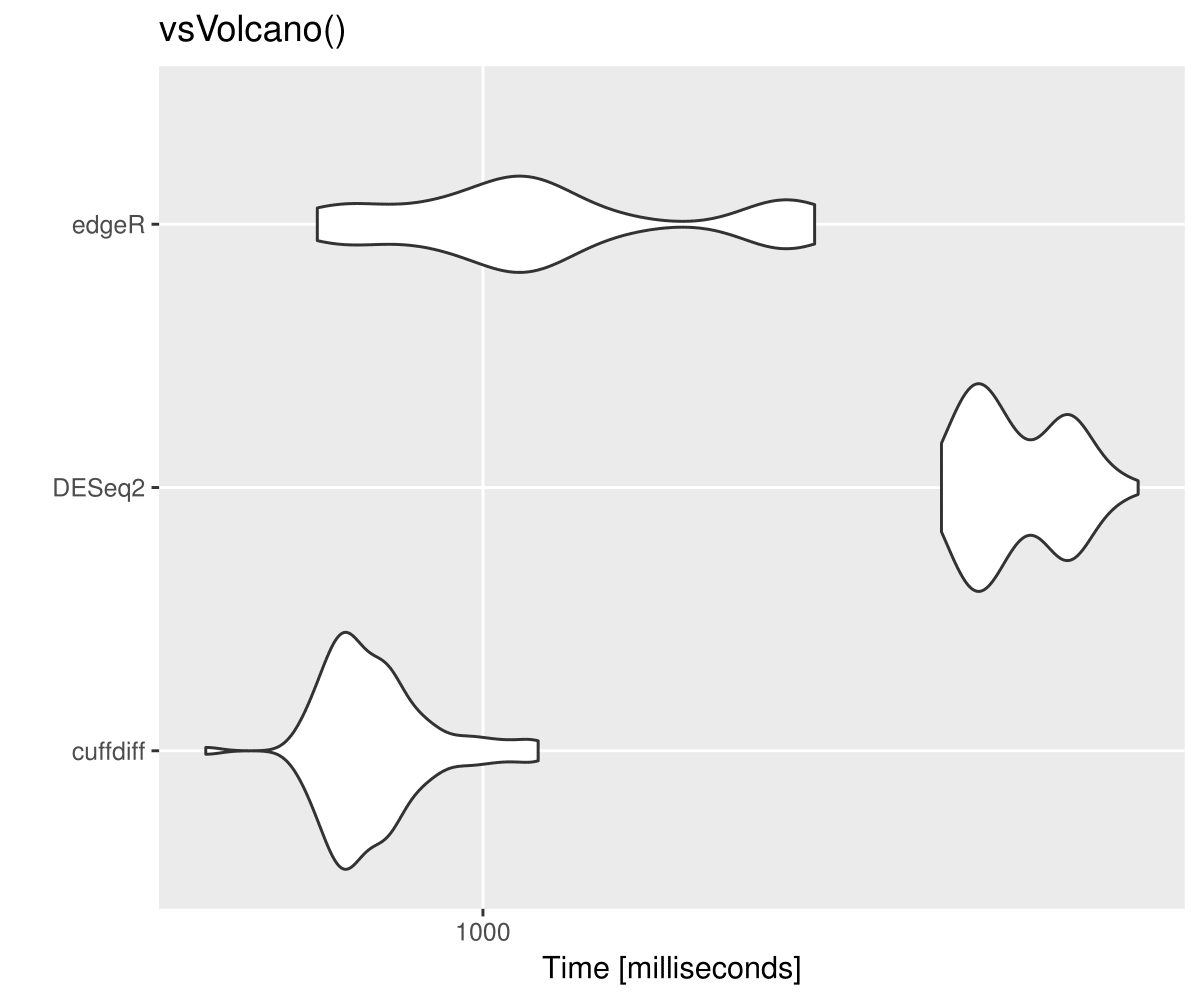 vsVolcano()
edgeR
DESeq2
cuffdiff
1000
Time [milliseconds]